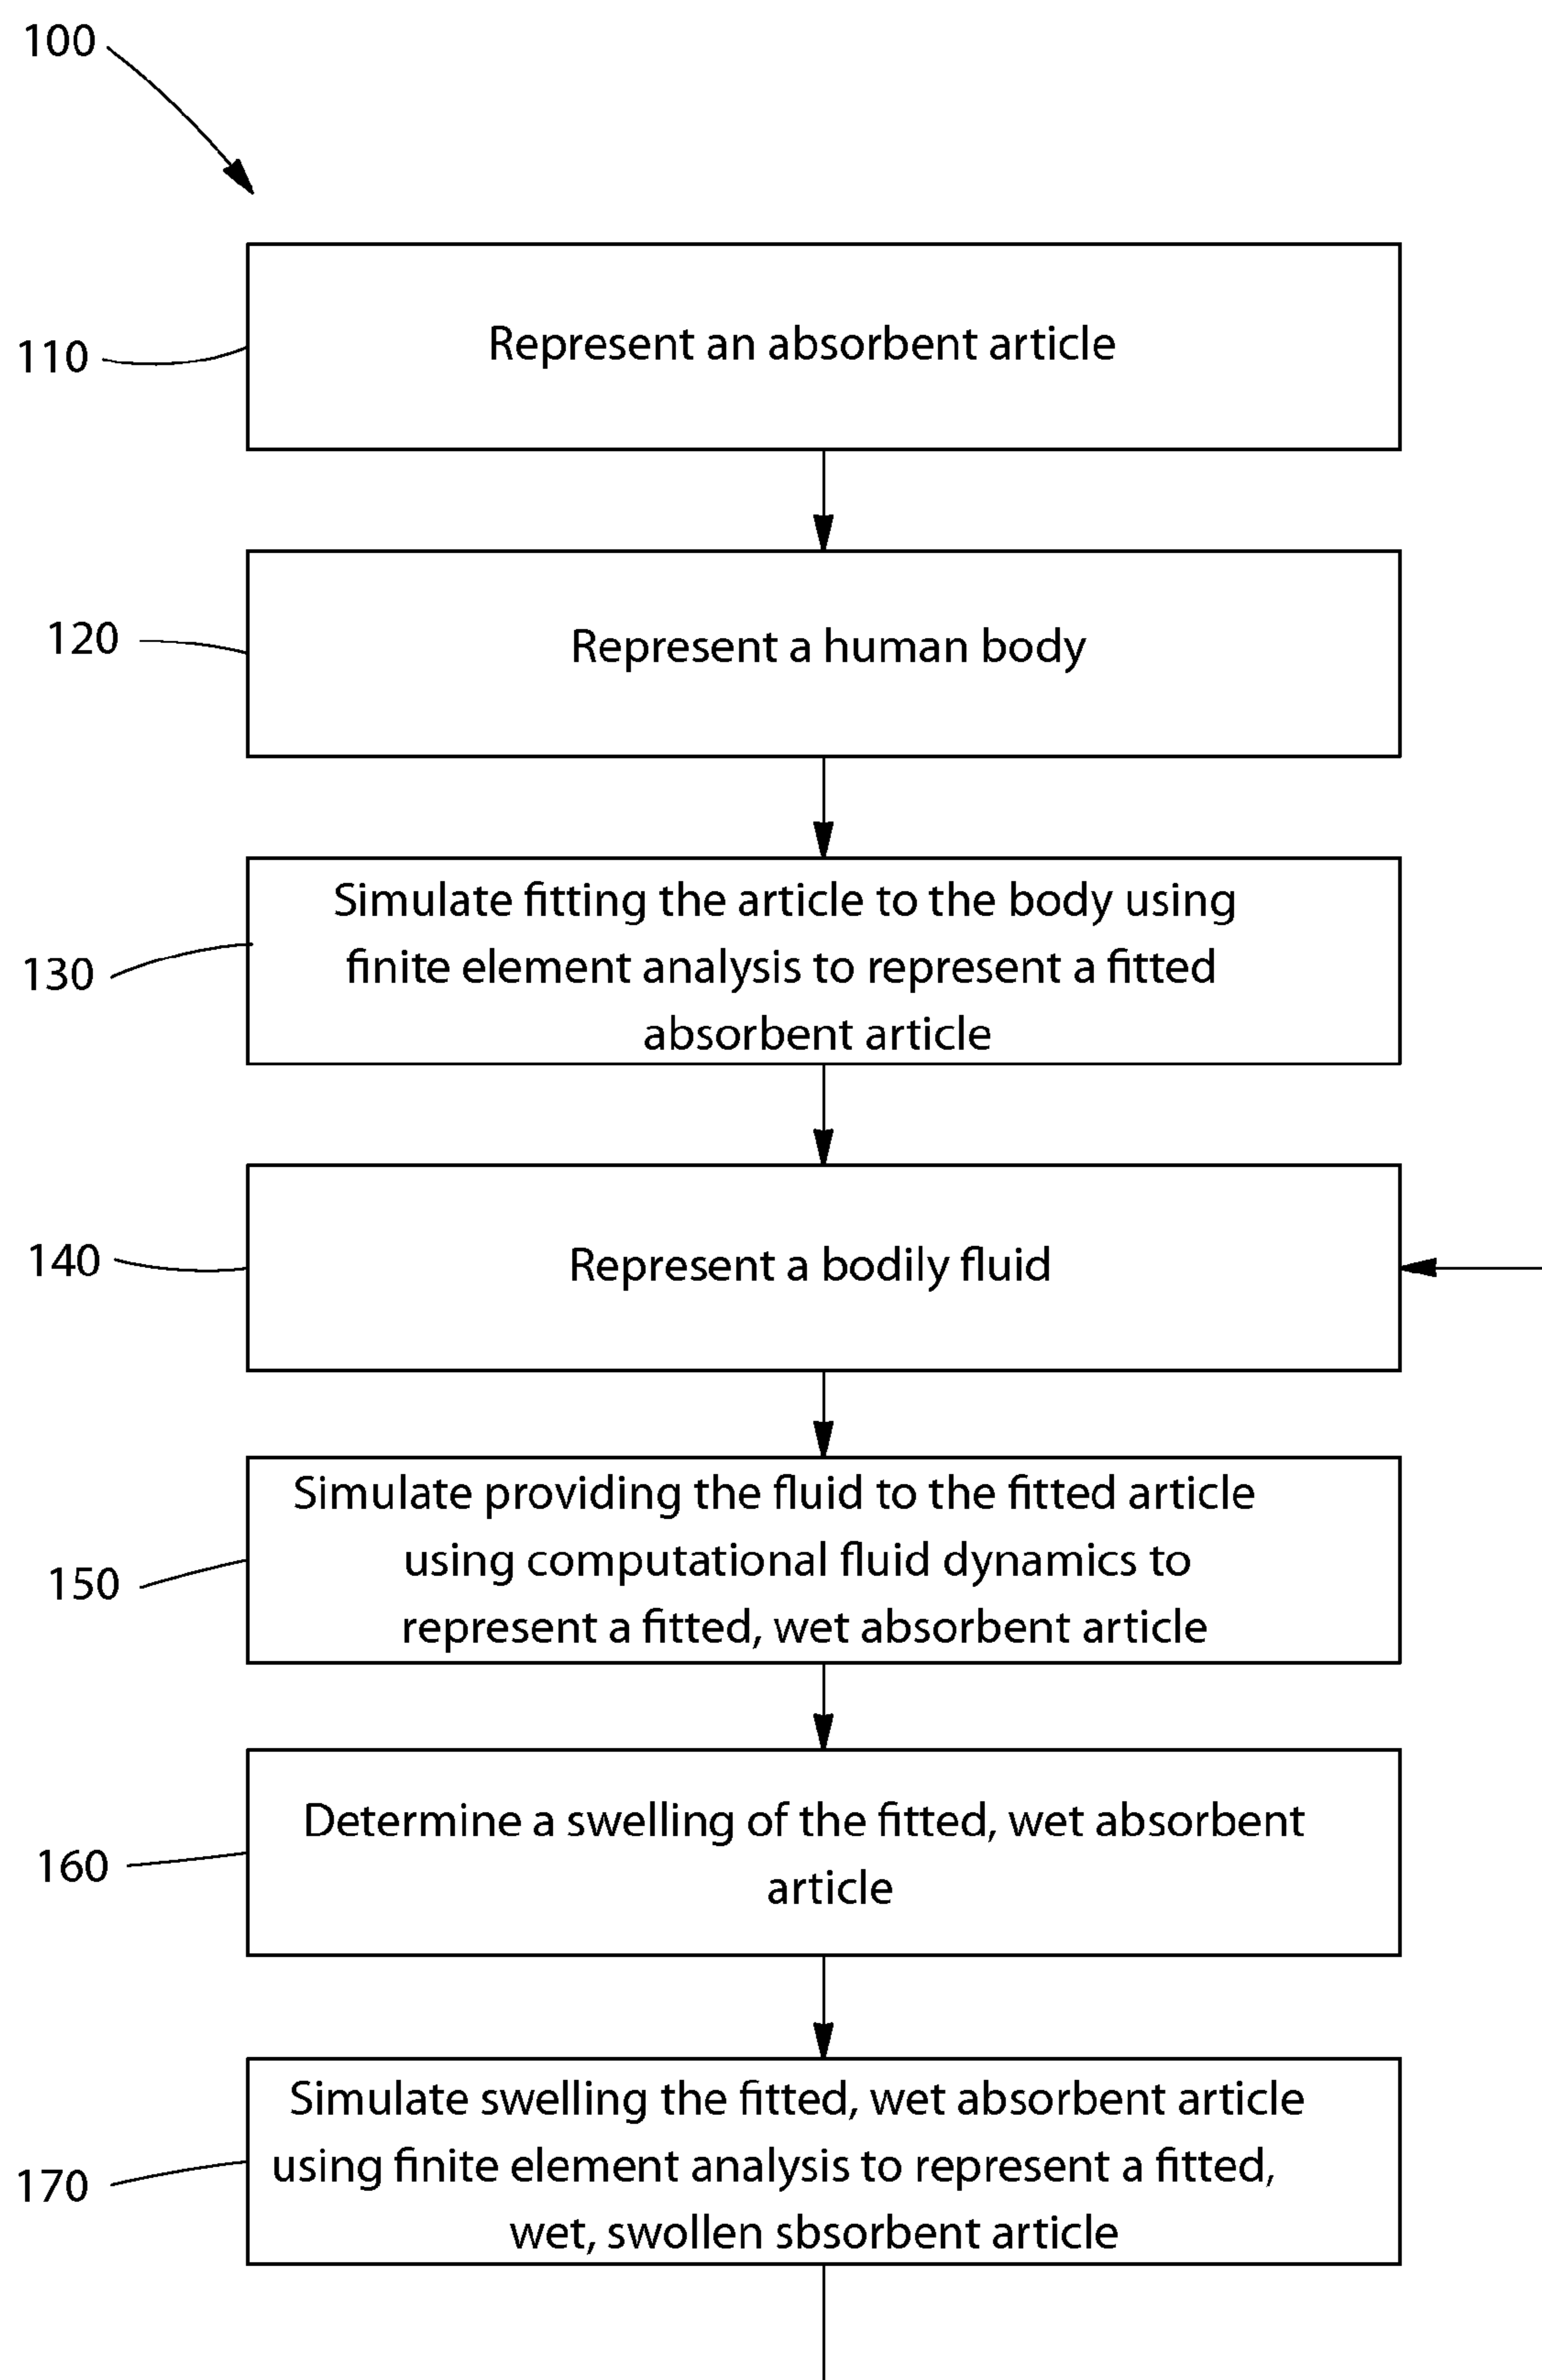 100
110
Represent an absorbent article
120
Represent a human body
130
Simulate fitting the article to the body using
finite element analysis to represent a fitted
absorbent article
140
Represent a bodily fluid
150
Simulate providing the fluid to the fitted article
using computational fluid dynamics to
represent a fitted, wet absorbent article
160
Determine a swelling of the fitted, wet absorbent
article
170
Simulate swelling the fitted, wet absorbent article
using finite element analysis to represent a fitted,
wet, swollen sbsorbent article